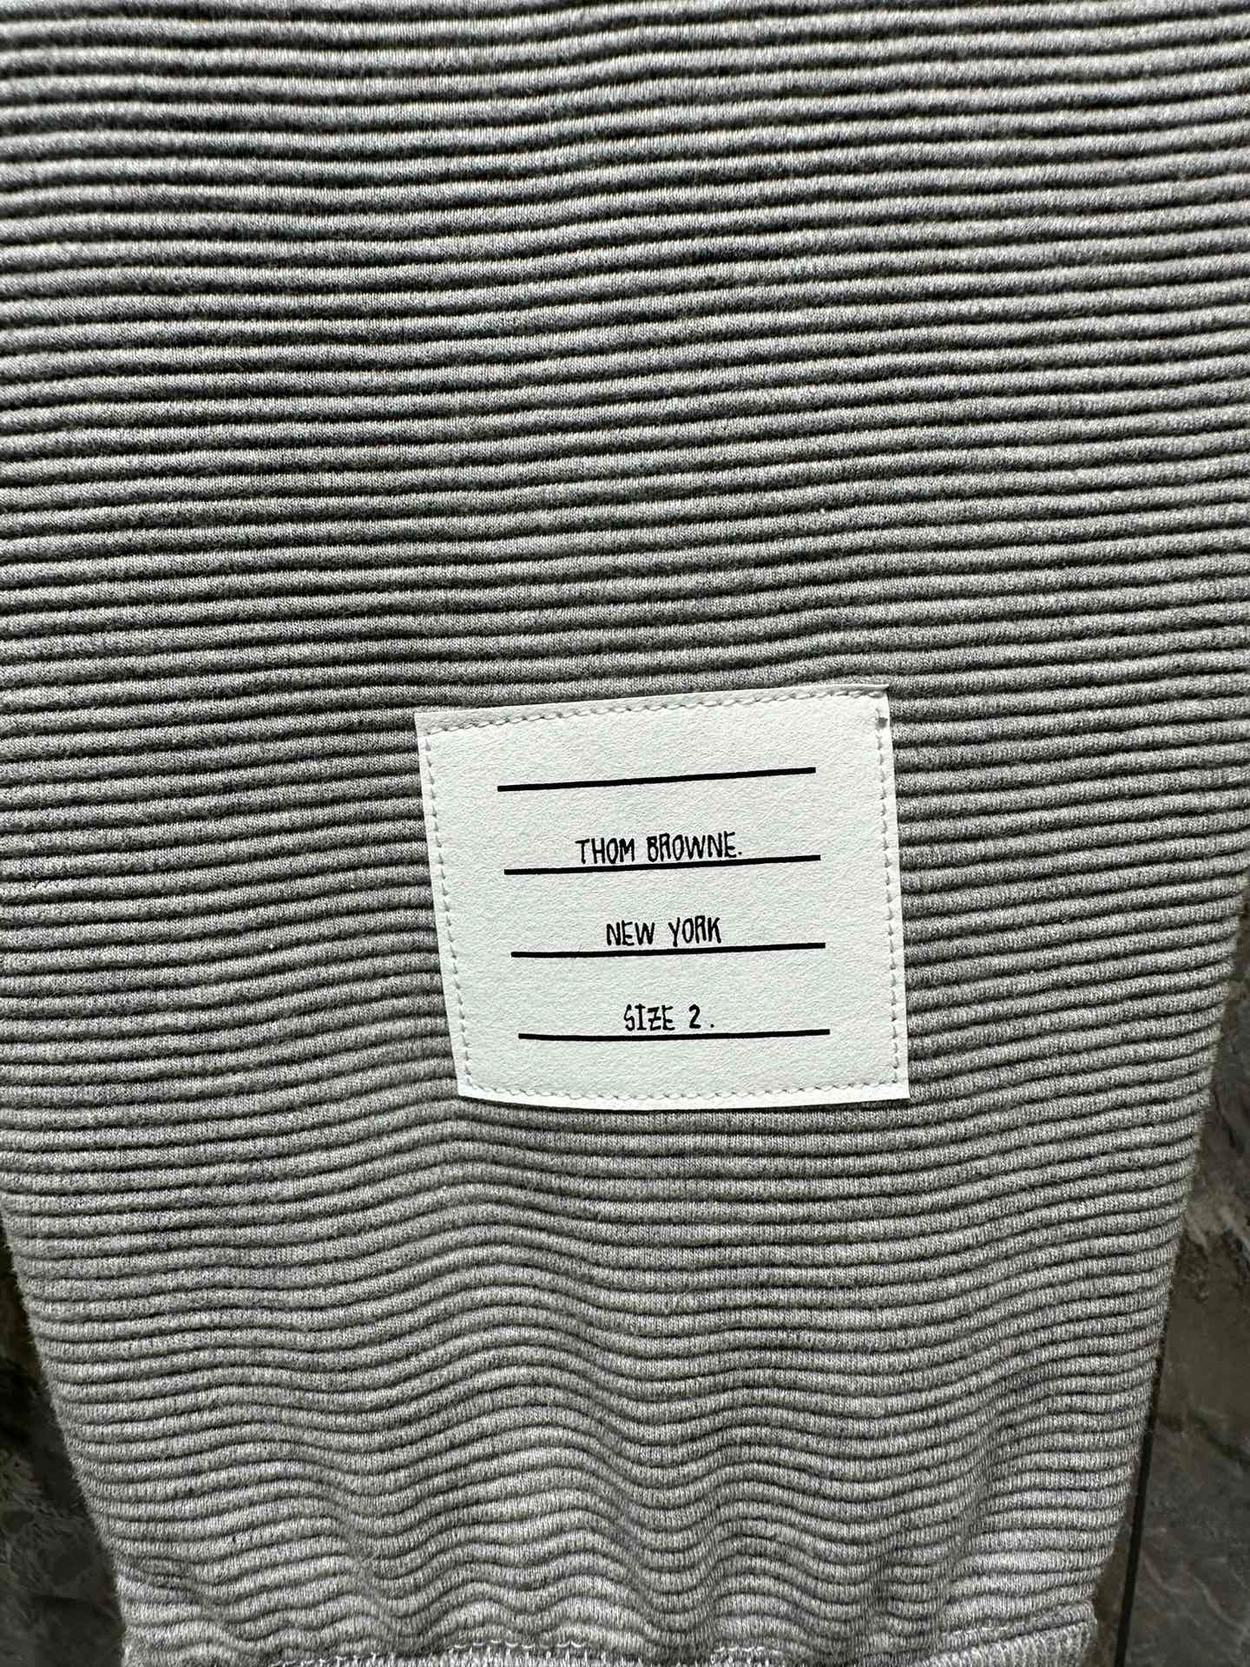 THOM BROWNE.
NEW YORK
SIZE 2.